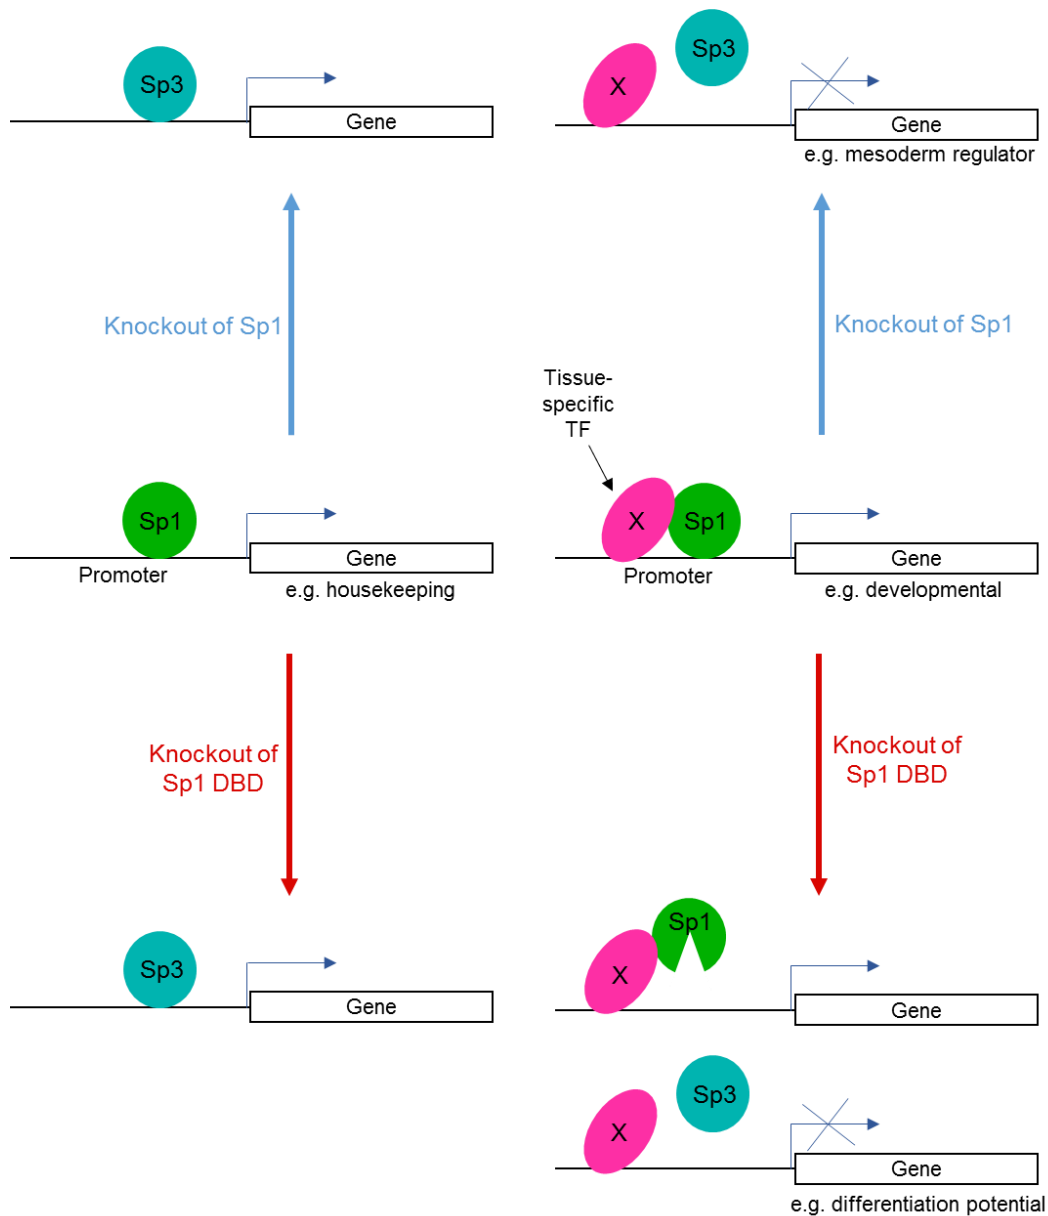 Sp3
Gene
X
Sp3
Gene
e.g. mesoderm regulator
Knockout of Sp1
Knockout of Sp1
Tissue-
specific
TF
Sp1
Gene
Promoter
e.g. housekeeping
X
Sp1
Gene
Promoter
e.g. developmental
Knockout of
Sp1 DBD
Knockout of
Sp1 DBD
Sp3
Gene
X
Sp1
Gene
X
Sp3
Gene
e.g. differentiation potential